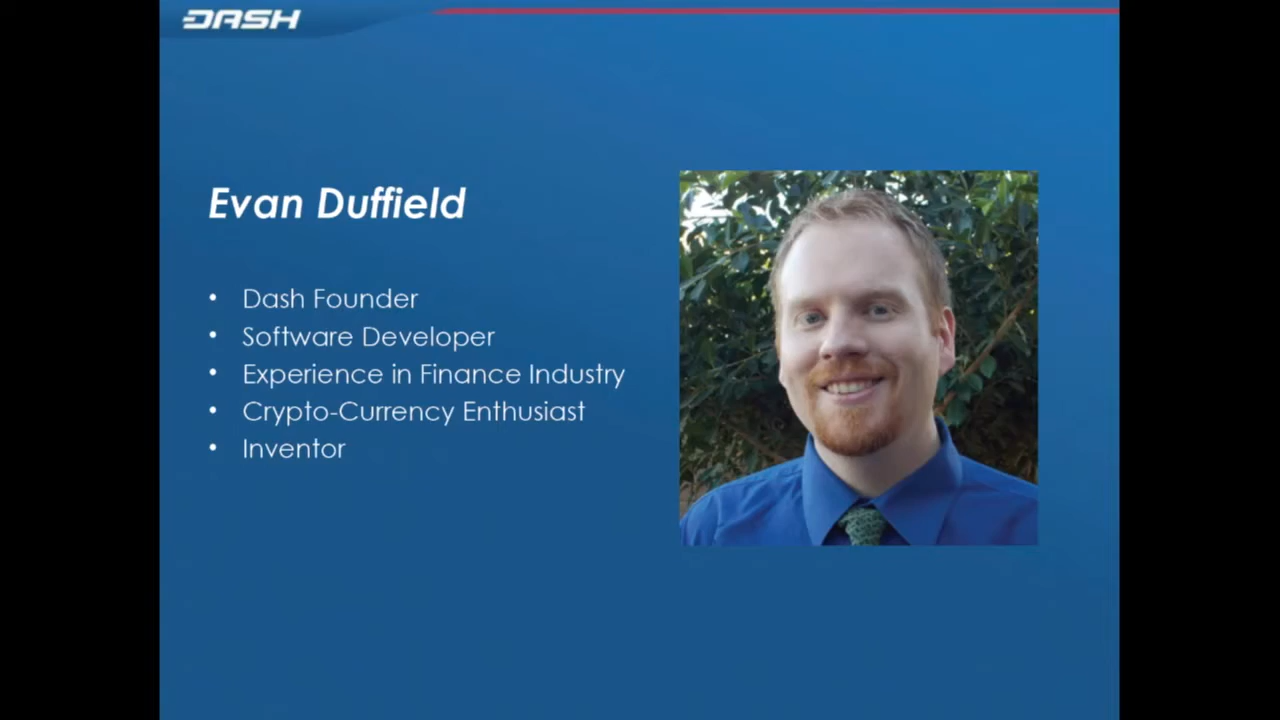 DASH
Evan Duffield
• Dash Founder
• Software Developer
• Experience in Finance Industry
• Crypto-Currency Enthusiast
• Inventor